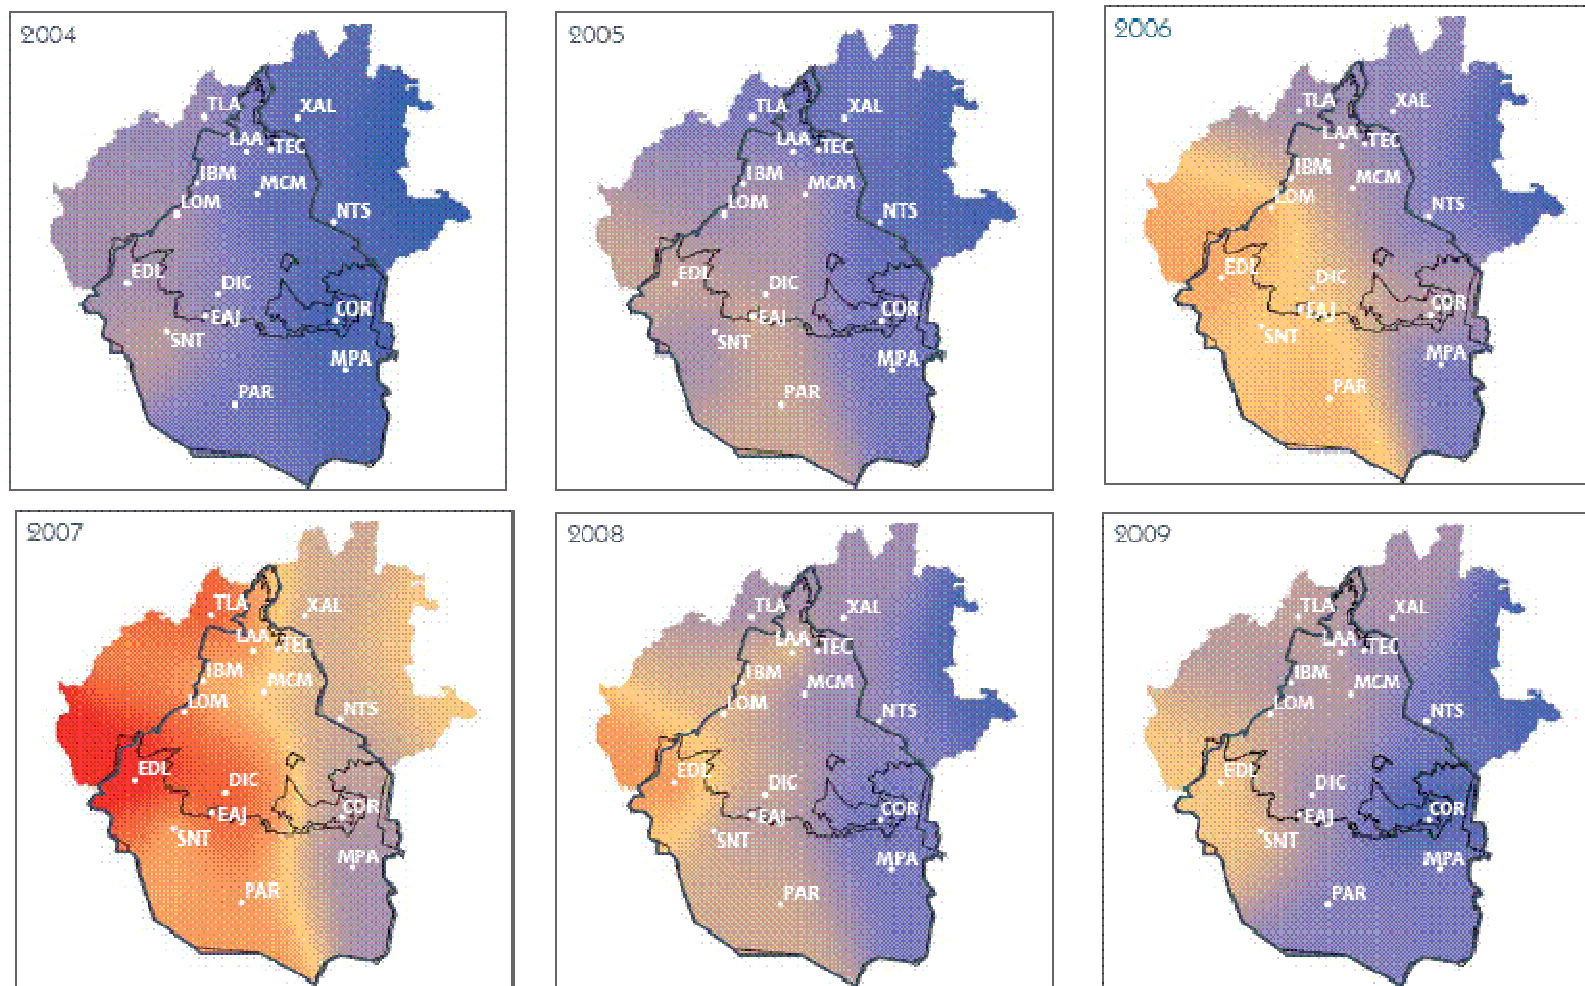 2004
TLA
XAL
LAA
TEC
IBM
MCM
LOM
NTS
EDL
DIC
COR
EAJ
SNT
MPA
PAR
2005
TLA
XAL
LAA
TEC
IBM
MCM
LOM
NTS
EDL
DIC
COR
EAJ
SNT
MPA
PAR
2006
TLA
XAL
LAA
TEC
IBM
MCM
LOM
NTS
EDL
DIC
COR
EAJ
SNT
MPA
PAR
2007
TLA
XAL
LAA
TEC
IBM
MCM
LOM
NTS
EDL
DIC
COR
EAJ
SNT
MPA
PAR
2008
TLA
XAL
LAA
TEC
IBM
MCM
LOM
NTS
EDL
DIC
COR
EAJ
SNT
MPA
PAR
2009
TLA
XAL
LAA
TEC
IBM
MCM
LOM
NTS
EDL
DIC
COR
EAJ
SNT
MPA
PAR